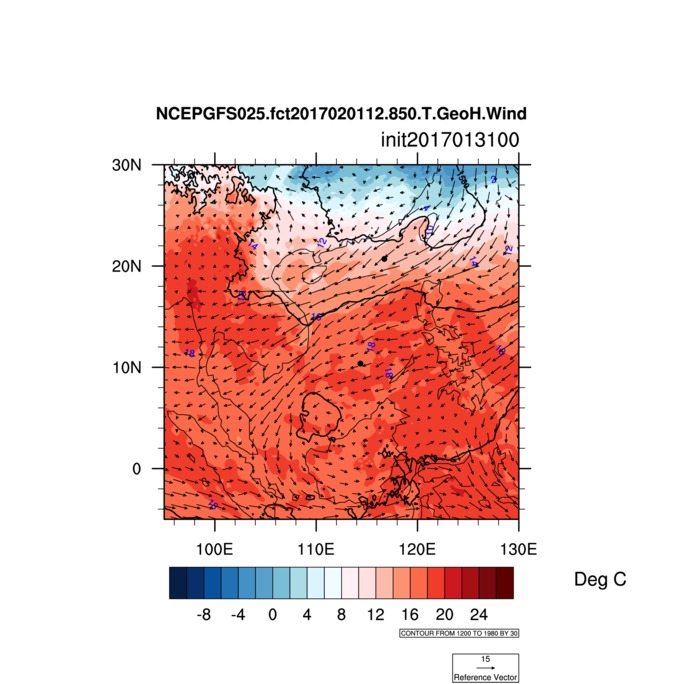 NCEPGFS025.fct2017020112.850.T.GeoH.Wind
init2017013100
30N
20N
10N
0
100E 110E 120E 130E
-8 -4 0 4 8 12 16 20 24
Deg C
CONTOUR FROM 1200 TO 1980 BY 30
15
Reference Vector